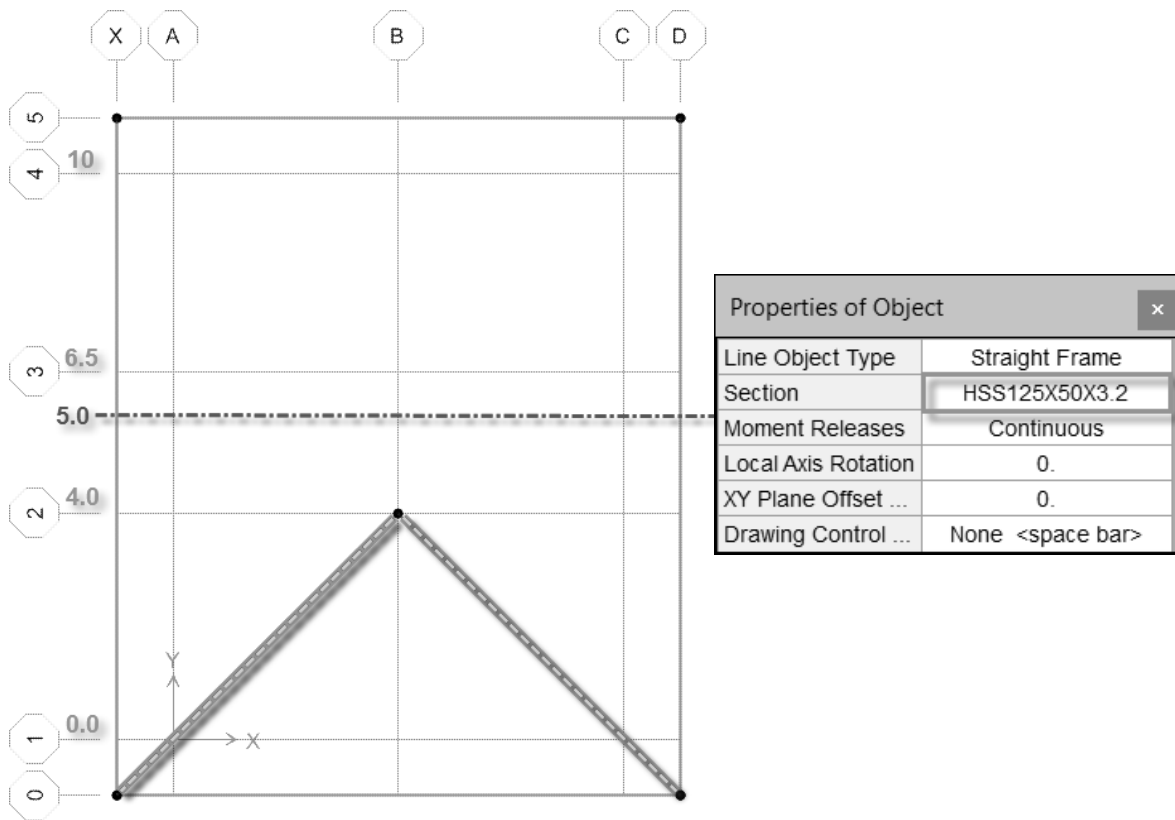 X A B C D
5
10
4
6.5
3
5.0
4.0
2
Y
0.0
1
X
0
Properties of Object x
Line Object Type Straight Frame
Section HSS125X50X3.2
Moment Releases Continuous
Local Axis Rotation 0.
XY Plane Offset ... 0.
Drawing Control ... None <space bar>